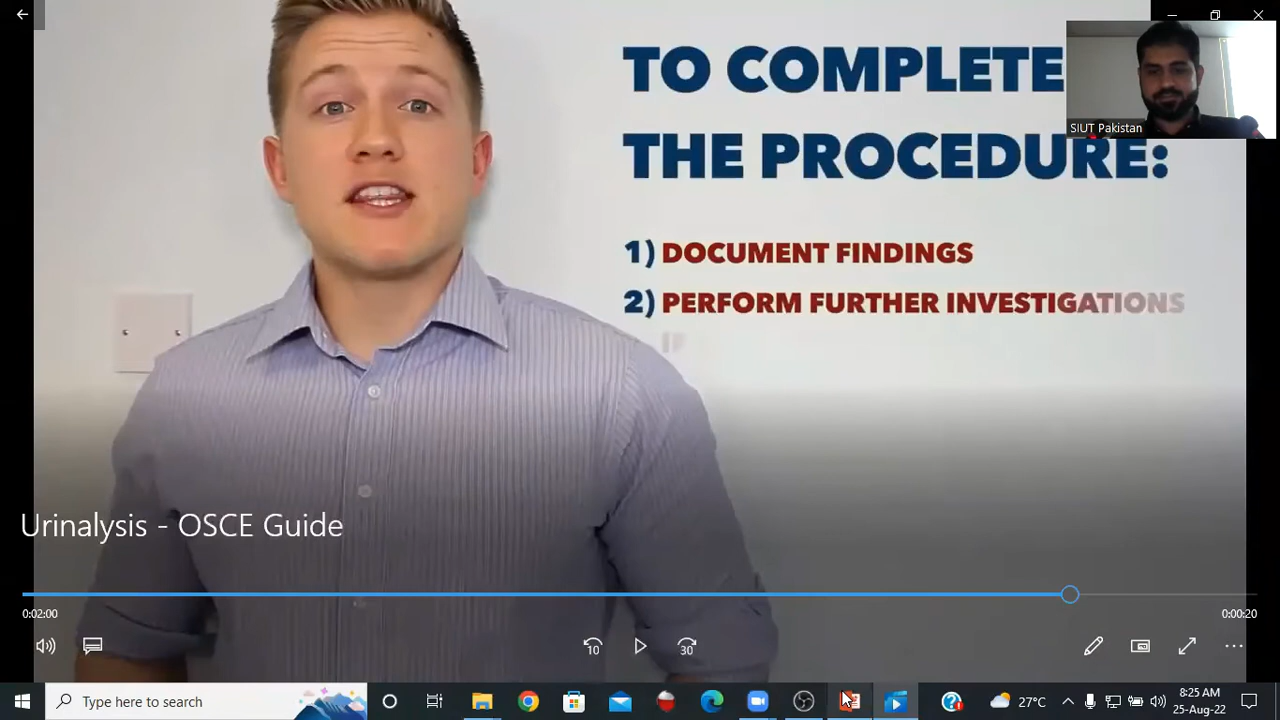 TO COMPLETE
THE PROCEDURE:
SIUT Pakistan
1) DOCUMENT FINDINGS
2) PERFORM FURTHER INVESTIGATIONS
Urinalysis - OSCE Guide
0:02:00
0:00:20
10
30
Type here to search
27°C
8:25 AM
25-Aug-22